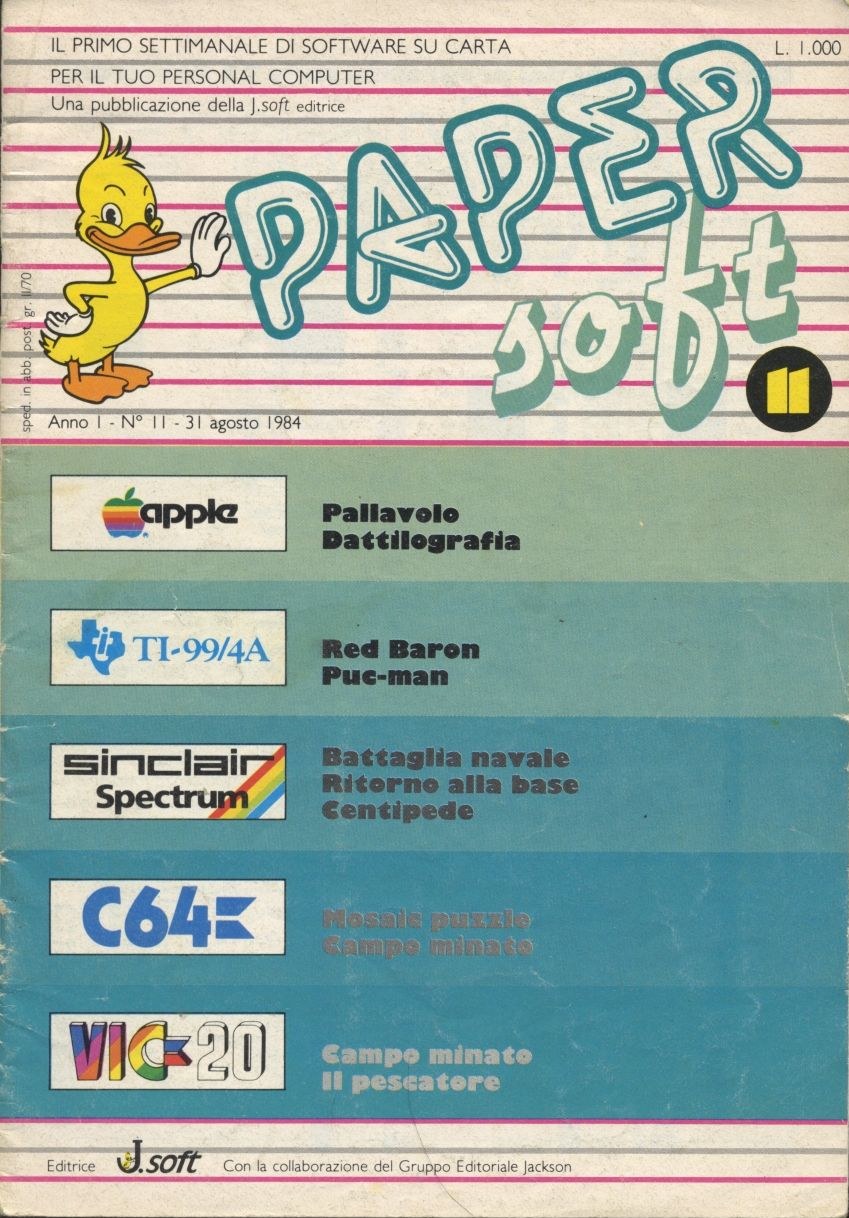 IL PRIMO SETTIMANALE DI SOFTWARE SU CARTA
L. 1.000
PER IL TUO PERSONAL COMPUTER
Una pubblicazione della J.soft editrice
PAPER
soft
11
sped. in abb. post. gr. II/70
Anno I - N° 11 - 31 agosto 1984
apple
Pallavolo
Dattilografia
TI-99/4A
Red Baron
Puc-man
sinclair
Spectrum
Battaglia navale
Ritorno alla base
Centipede
C64
Mosaic puzzle
Campo minato
VIC-20
Campo minato
Il pescatore
Editrice J.soft Con la collaborazione del Gruppo Editoriale Jackson